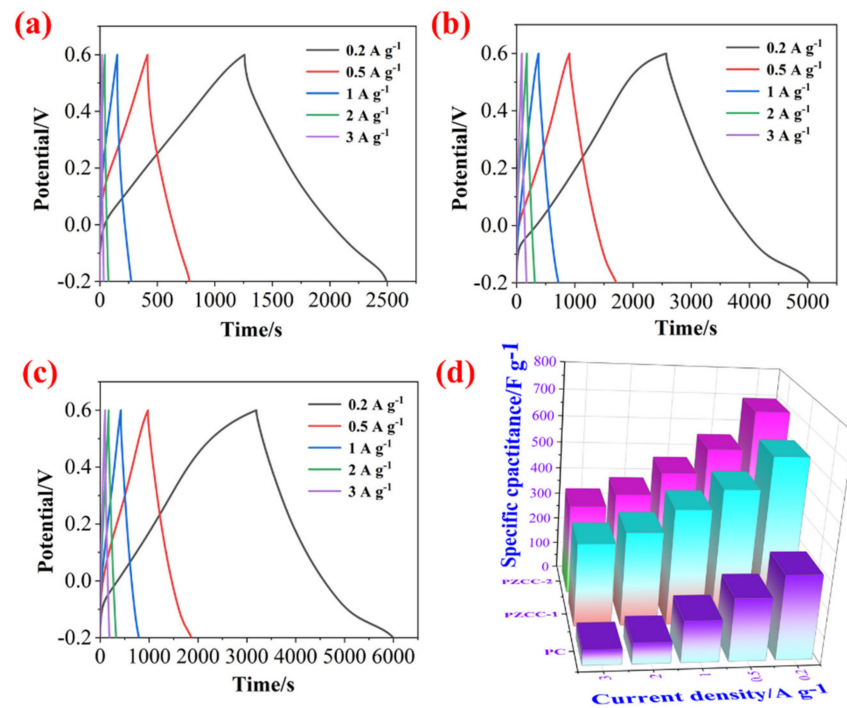 (a)
0.2 A g-1
0.5 A g-1
1 A g-1
2 A g-1
3 A g-1
0.6
0.4
0.2
0.0
-0.2
Potential/V
0 500 1000 1500 2000 2500
Time/s
(b)
0.2 A g-1
0.5 A g-1
1 A g-1
2 A g-1
3 A g-1
0.6
0.4
0.2
0.0
-0.2
Potential/V
0 1000 2000 3000 4000 5000
Time/s
(c)
0.2 A g-1
0.5 A g-1
1 A g-1
2 A g-1
3 A g-1
0.6
0.4
0.2
0.0
-0.2
Potential/V
0 1000 2000 3000 4000 5000 6000
Time/s
(d)
Specific cpactitance/F g-1
800
700
600
500
400
300
200
100
0
PZCC-2
PZCC-1
PC
3 2 1 0.5 0.2
Current density/A g-1